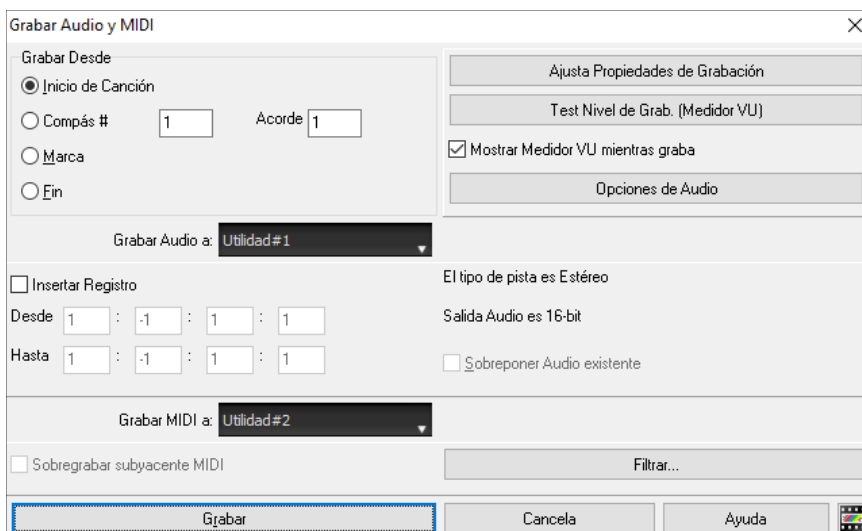 Grabar Audio y MIDI
Grabar Desde
Inicio de Canción
Compás # 1 Acorde 1
Marca
Fin
Ajusta Propiedades de Grabación
Test Nivel de Grab. (Medidor VU)
Mostrar Medidor VU mientras graba
Opciones de Audio
Grabar Audio a: Utilidad#1
Insertar Registro
Desde 1 : -1 : 1 : 1
Hasta 1 : -1 : 1 : 1
El tipo de pista es Estéreo
Salida Audio es 16-bit
Sobreponer Audio existente
Grabar MIDI a: Utilidad#2
Sobregrabar subyacente MIDI
Filtrar...
Grabar Cancela Ayuda